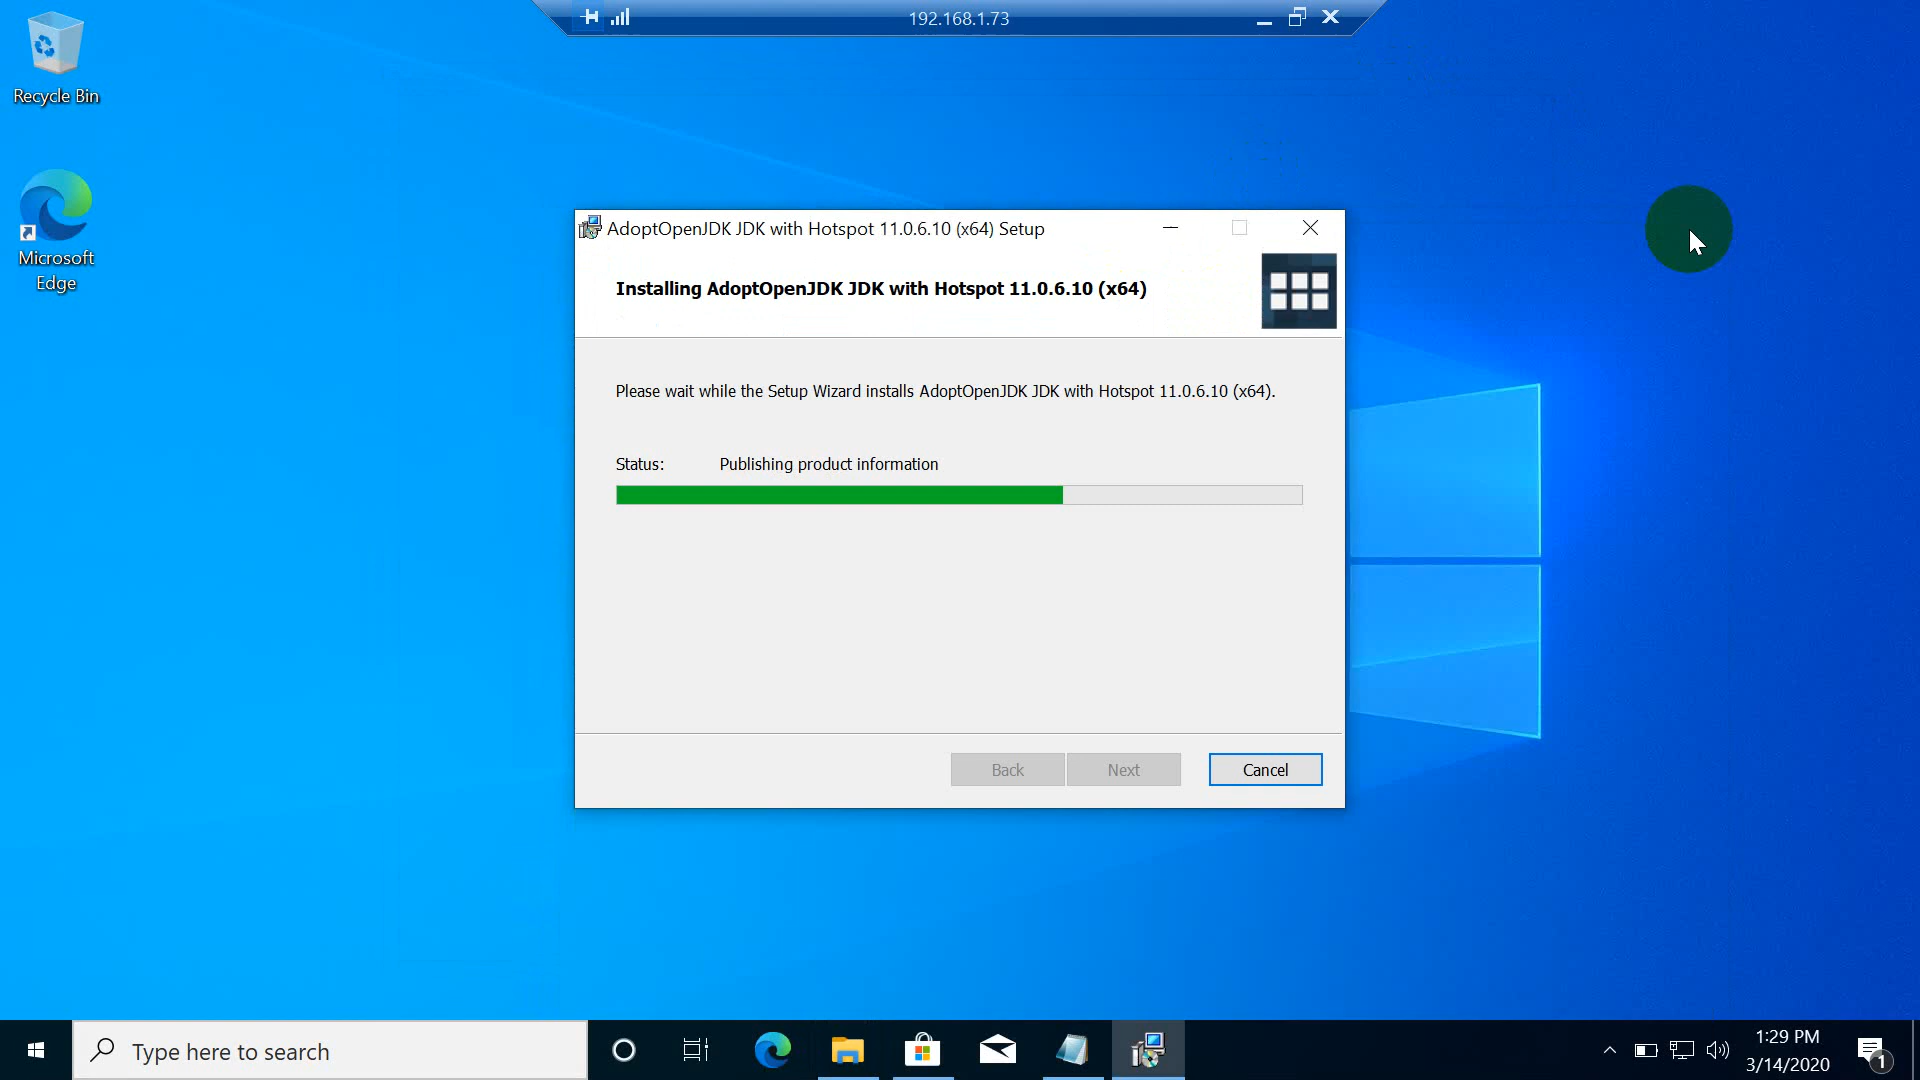 192.168.1.73
Recycle Bin
Microsoft
Edge
AdoptOpenJDK JDK with Hotspot 11.0.6.10 (x64) Setup
Installing AdoptOpenJDK JDK with Hotspot 11.0.6.10 (x64)
Please wait while the Setup Wizard installs AdoptOpenJDK JDK with Hotspot 11.0.6.10 (x64).
Status: Publishing product information
Back Next Cancel
Type here to search
1:29 PM
3/14/2020
1